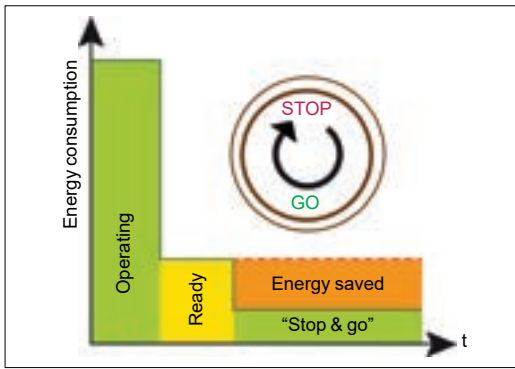 Energy consumption
STOP
GO
Operating
Ready
Energy saved
“Stop & go”
t